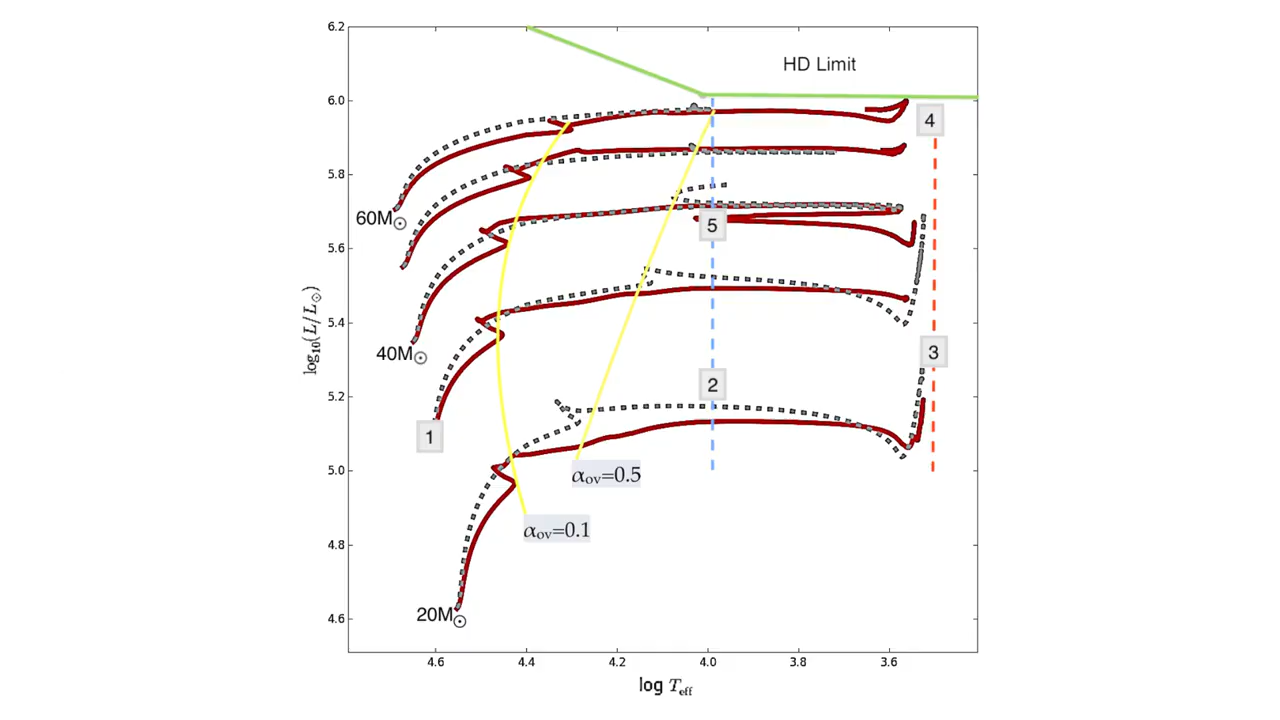 6.2
HD Limit
6.0
4
5.8
60M⊙
5
5.6
log₁₀(L/L⊙)
5.4
40M⊙
3
2
5.2
1
5.0
αov=0.5
αov=0.1
4.8
20M⊙
4.6
4.6 4.4 4.2 4.0 3.8 3.6
log Teff